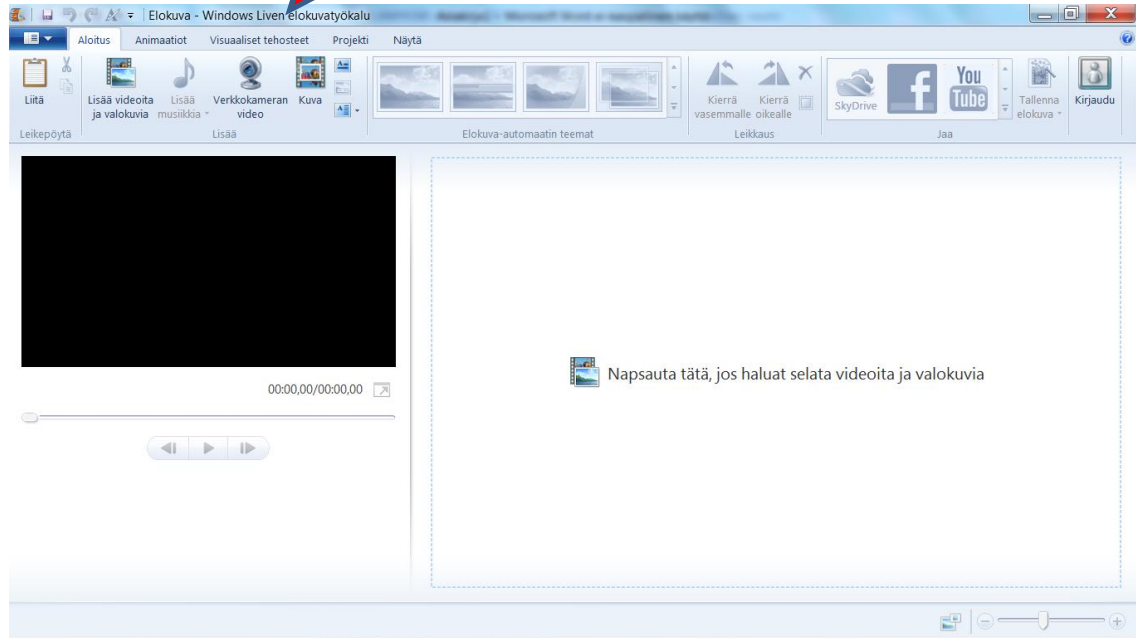 Elokuva - Windows Liven elokuvatyökalu
Aloitus Animaatiot Visuaaliset tehosteet Projekti Näytä
Liitä
Lisää videoita
ja valokuvia
Lisää
musiikkia
Verkkokameran
video
Kuva
Kierrä
vasemmalle
Kierrä
oikealle
SkyDrive
f
You
Tube
Tallenna
elokuva
Kirjaudu
Leikepöytä Lisää Elokuva-automaatin teemat Leikkaus Jaa
00:00,00/00:00,00
Napsauta tätä, jos haluat selata videoita ja valokuvia